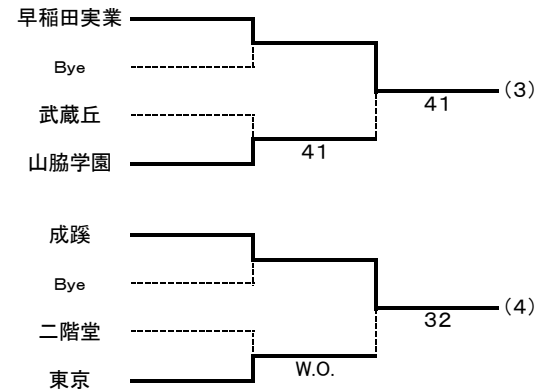 早稲田実業
Bye
(3)
41
武蔵丘
41
山脇学園
成蹊
Bye
(4)
32
二階堂
W.O.
東京